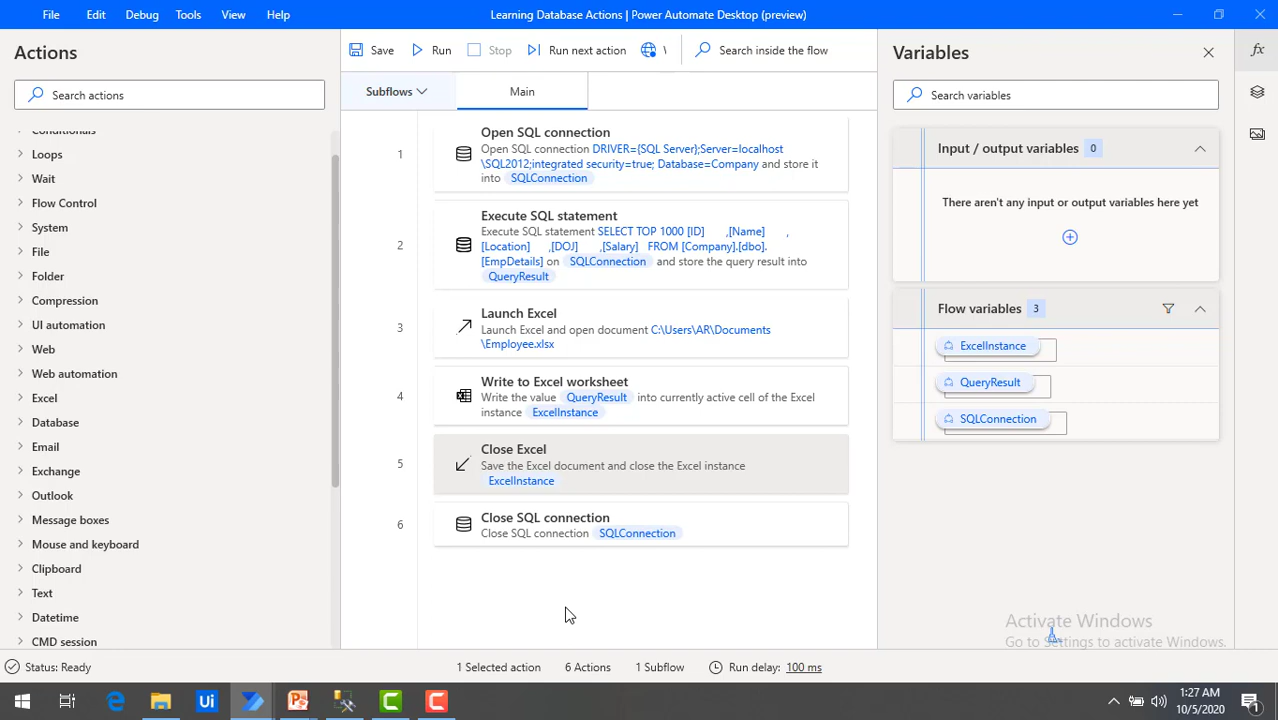 File Edit Debug Tools View Help
Learning Database Actions | Power Automate Desktop (preview)
Actions
Search actions
Conditionals
Loops
Wait
Flow Control
System
File
Folder
Compression
UI automation
Web
Web automation
Excel
Database
Email
Exchange
Outlook
Message boxes
Mouse and keyboard
Clipboard
Text
Datetime
CMD session
Save Run Stop Run next action Search inside the flow
Subflows Main
1
Open SQL connection
Open SQL connection DRIVER={SQL Server};Server=localhost
\SQL2012;integrated security=true; Database=Company and store it
into SQLConnection
2
Execute SQL statement
Execute SQL statement SELECT TOP 1000 [ID] ,[Name] ,
[Location] ,[DOJ] ,[Salary] FROM [Company].[dbo].
[EmpDetails] on SQLConnection and store the query result into
QueryResult
3
Launch Excel
Launch Excel and open document C:\Users\AR\Documents
\Employee.xlsx
4
Write to Excel worksheet
Write the value QueryResult into currently active cell of the Excel
instance ExcelInstance
5
Close Excel
Save the Excel document and close the Excel instance
ExcelInstance
6
Close SQL connection
Close SQL connection SQLConnection
Variables
fx
Search variables
Input / output variables 0
There aren't any input or output variables here yet
Flow variables 3
ExcelInstance
QueryResult
SQLConnection
Activate Windows
Go to Settings to activate Windows.
Status: Ready 1 Selected action 6 Actions 1 Subflow Run delay: 100 ms
Ui
1:27 AM
10/5/2020
1